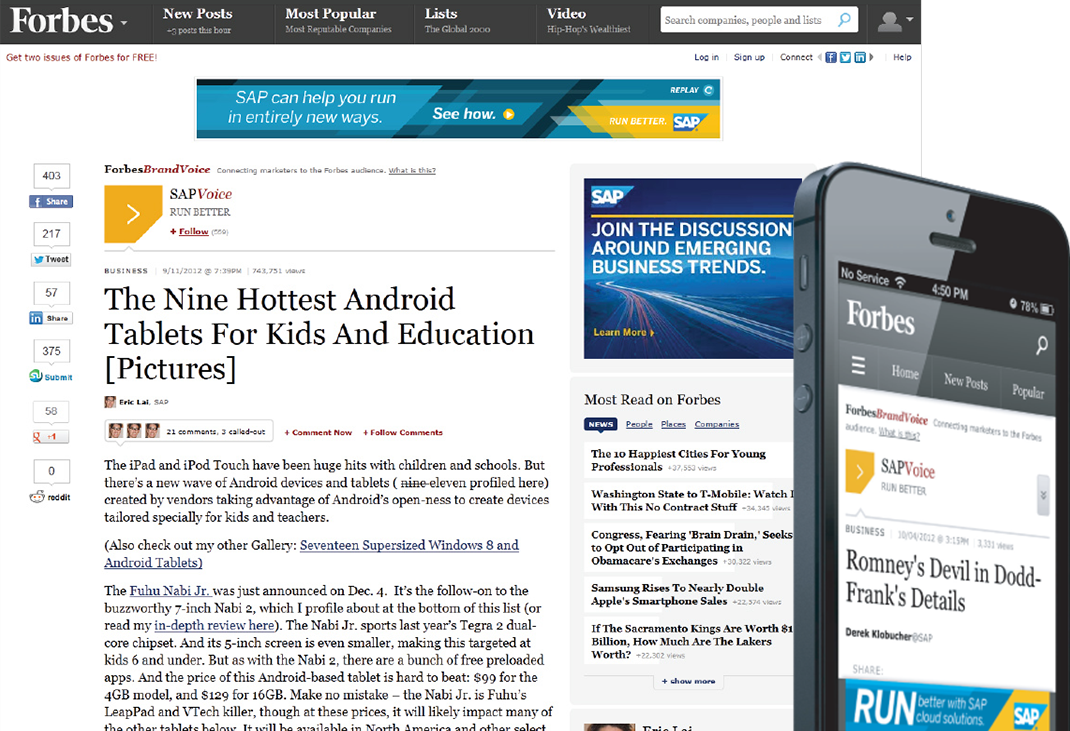 Forbes
New Posts
+3 posts this hour
Most Popular
Most Reputable Companies
Lists
The Global 2000
Video
Hip-Hop's Wealthiest
Search companies, people and lists
Get two issues of Forbes for FREE!
Log in | Sign up | Connect
Help
SAP can help you run
in entirely new ways.
See how.
REPLAY
RUN BETTER.
SAP
403
Share
217
Tweet
57
Share
375
Submit
58
+1
0
reddit
ForbesBrandVoice Connecting marketers to the Forbes audience. What is this?
SAPVoice
RUN BETTER
+ Follow (559)
BUSINESS | 9/11/2012 @ 7:39PM | 743,751 views
The Nine Hottest Android
Tablets For Kids And Education
[Pictures]
Eric Lai, SAP
21 comments, 3 called-out
+ Comment Now
+ Follow Comments
The iPad and iPod Touch have been huge hits with children and schools. But
there's a new wave of Android devices and tablets ( nine eleven profiled here)
created by vendors taking advantage of Android's open-ness to create devices
tailored specially for kids and teachers.
(Also check out my other Gallery: Seventeen Supersized Windows 8 and
Android Tablets)
The Fuhu Nabi Jr. was just announced on Dec. 4. It's the follow-on to the
buzzworthy 7-inch Nabi 2, which I profile about at the bottom of this list (or
read my in-depth review here). The Nabi Jr. sports last year's Tegra 2 dual-
core chipset. And its 5-inch screen is even smaller, making this targeted at
kids 6 and under. But as with the Nabi 2, there are a bunch of free preloaded
apps. And the price of this Android-based tablet is hard to beat: $99 for the
4GB model, and $129 for 16GB. Make no mistake – the Nabi Jr. is Fuhu's
LeapPad and VTech killer, though at these prices, it will likely impact many of
the other tablets below. It will be available in North America and other select
SAP
JOIN THE DISCUSSION
AROUND EMERGING
BUSINESS TRENDS.
Learn More
Most Read on Forbes
NEWS People Places Companies
The 10 Happiest Cities For Young
Professionals +37,553 views
Washington State to T-Mobile: Watch I
With This No Contract Stuff +34,345 views
Congress, Fearing 'Brain Drain,' Seeks
to Opt Out of Participating in
Obamacare's Exchanges +30,322 views
Samsung Rises To Nearly Double
Apple's Smartphone Sales +22,574 views
If The Sacramento Kings Are Worth $1
Billion, How Much Are The Lakers
Worth? +22,302 views
+ show more
Eric Lai
No Service
4:50 PM
78%
Forbes
Home
New Posts
Popular
ForbesBrandVoice Connecting marketers to the Forbes
audience. What is this?
SAPVoice
RUN BETTER
BUSINESS | 10/04/2012 @ 3:15PM | 3,331 views
Romney's Devil in Dodd-
Frank's Details
Derek Klobucher@SAP
SHARE:
RUN better with SAP
cloud solutions.
SAP